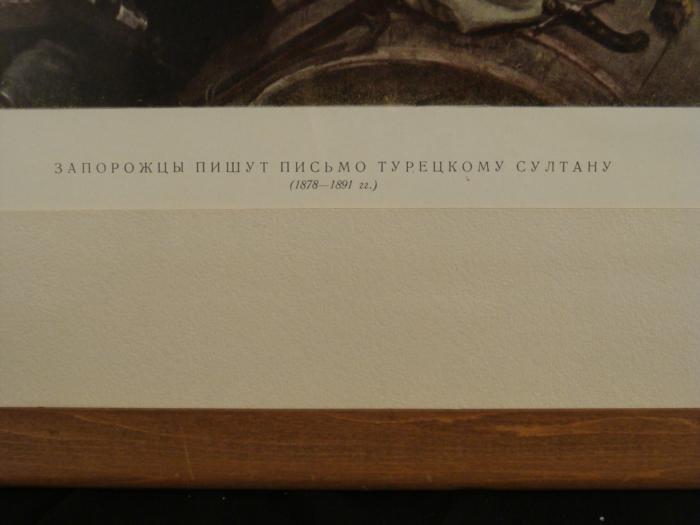 ЗАПОРОЖЦЫ ПИШУТ ПИСЬМО ТУРЕЦКОМУ СУЛТАНУ
(1878—1891 гг.)